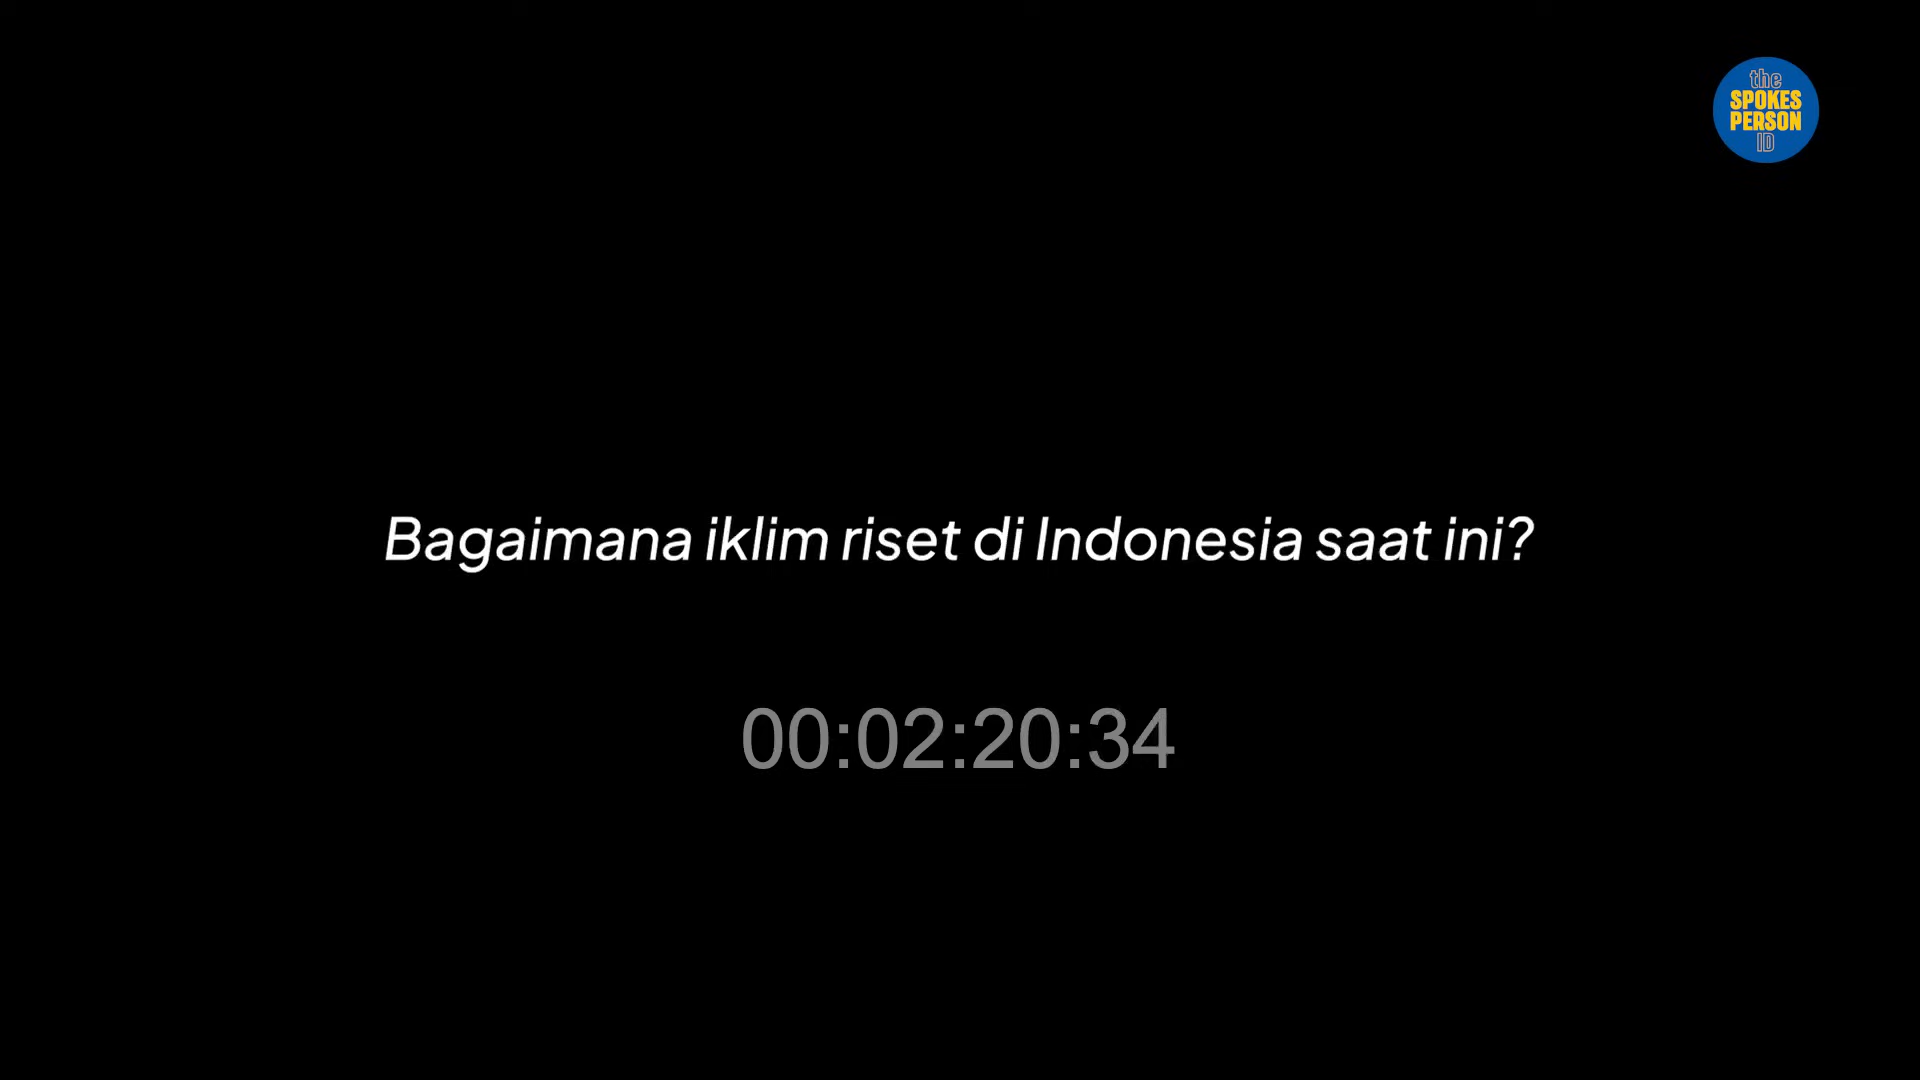 the
SPOKES
PERSON
ID
Bagaimana iklim riset di Indonesia saat ini?
00:02:20:34